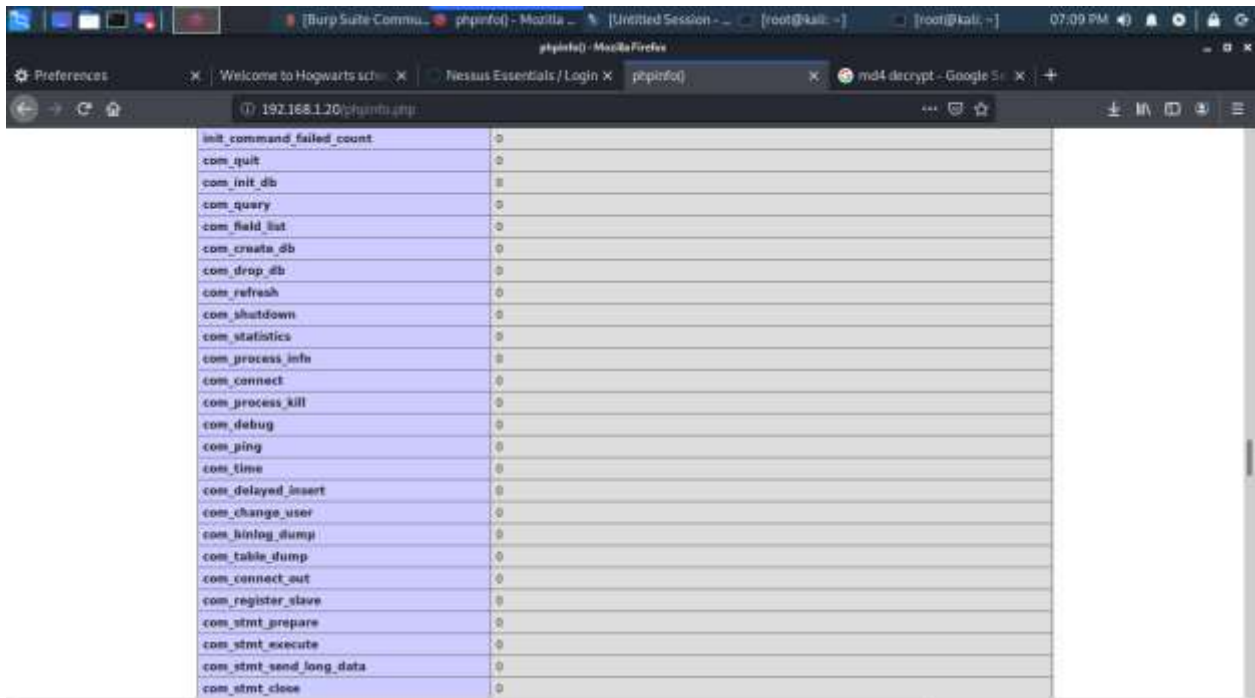 [Burp Suite Commu... phpinfo() - Mozilla ... [Untitled Session - ... [root@kali: ~] [root@kali: ~] 07:09 PM
phpinfo() - Mozilla Firefox
Preferences Welcome to Hogwarts sch Nessus Essentials / Login phpinfo() md4 decrypt - Google S
192.168.1.20/phpinfo.php
init_command_failed_count 0
com_quit 0
com_init_db 0
com_query 0
com_field_list 0
com_create_db 0
com_drop_db 0
com_refresh 0
com_shutdown 0
com_statistics 0
com_process_info 0
com_connect 0
com_process_kill 0
com_debug 0
com_ping 0
com_time 0
com_delayed_insert 0
com_change_user 0
com_binlog_dump 0
com_table_dump 0
com_connect_out 0
com_register_slave 0
com_stmt_prepare 0
com_stmt_execute 0
com_stmt_send_long_data 0
com_stmt_close 0